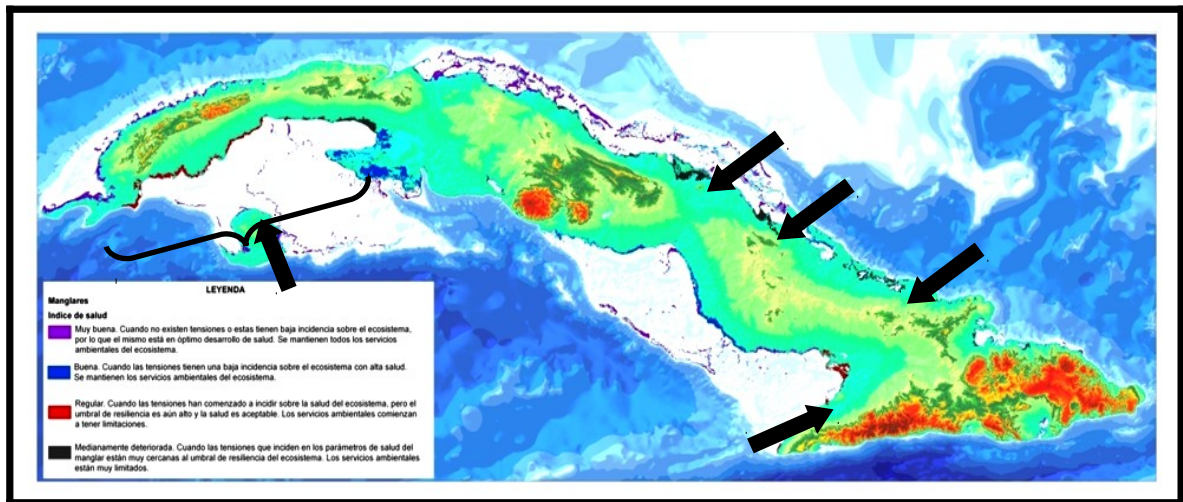 LEYENDA
Manglares
Indice de salud
Muy buena. Cuando no existen tensiones o estas tienen baja incidencia sobre el ecosistema,
por lo que el mismo está en óptimo desarrollo de salud. Se mantienen todos los servicios
ambientales del ecosistema.
Buena. Cuando las tensiones tienen una baja incidencia sobre el ecosistema con alta salud.
Se mantienen los servicios ambientales del ecosistema.
Regular. Cuando las tensiones han comenzado a incidir sobre la salud del ecosistema, pero el
umbral de resiliencia es aún alto y la salud es aceptable. Los servicios ambientales comienzan
a tener limitaciones.
Medianamente deteriorada. Cuando las tensiones que inciden en los parámetros de salud del
manglar están muy cercanas al umbral de resiliencia del ecosistema. Los servicios ambientales
están muy limitados.